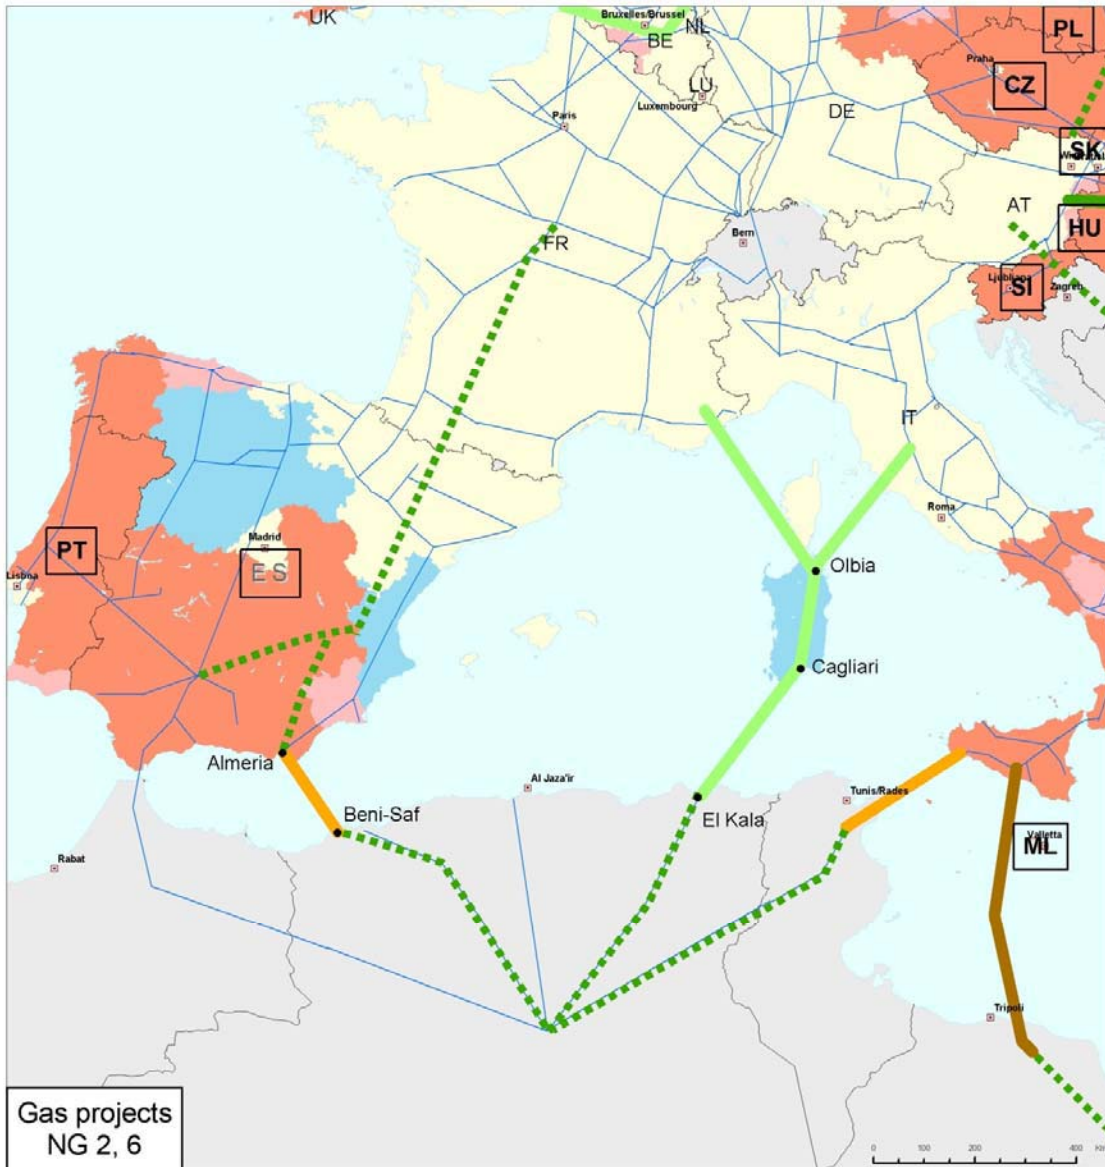 UK
Bruxelles/Brussel
NL
BE
PL
Praha
CZ
LU
Luxembourg
DE
Paris
SK
AT
HU
FR
Bern
Ljubljana
SI
Zagreb
IT
Roma
Madrid
PT
ES
Lisboa
Olbia
Cagliari
Almeria
Al Jaza'ir
Beni-Saf
El Kala
Tunis/Rades
Valletta
ML
Rabat
Tripoli
Gas projects
NG 2, 6
0 100 200 400